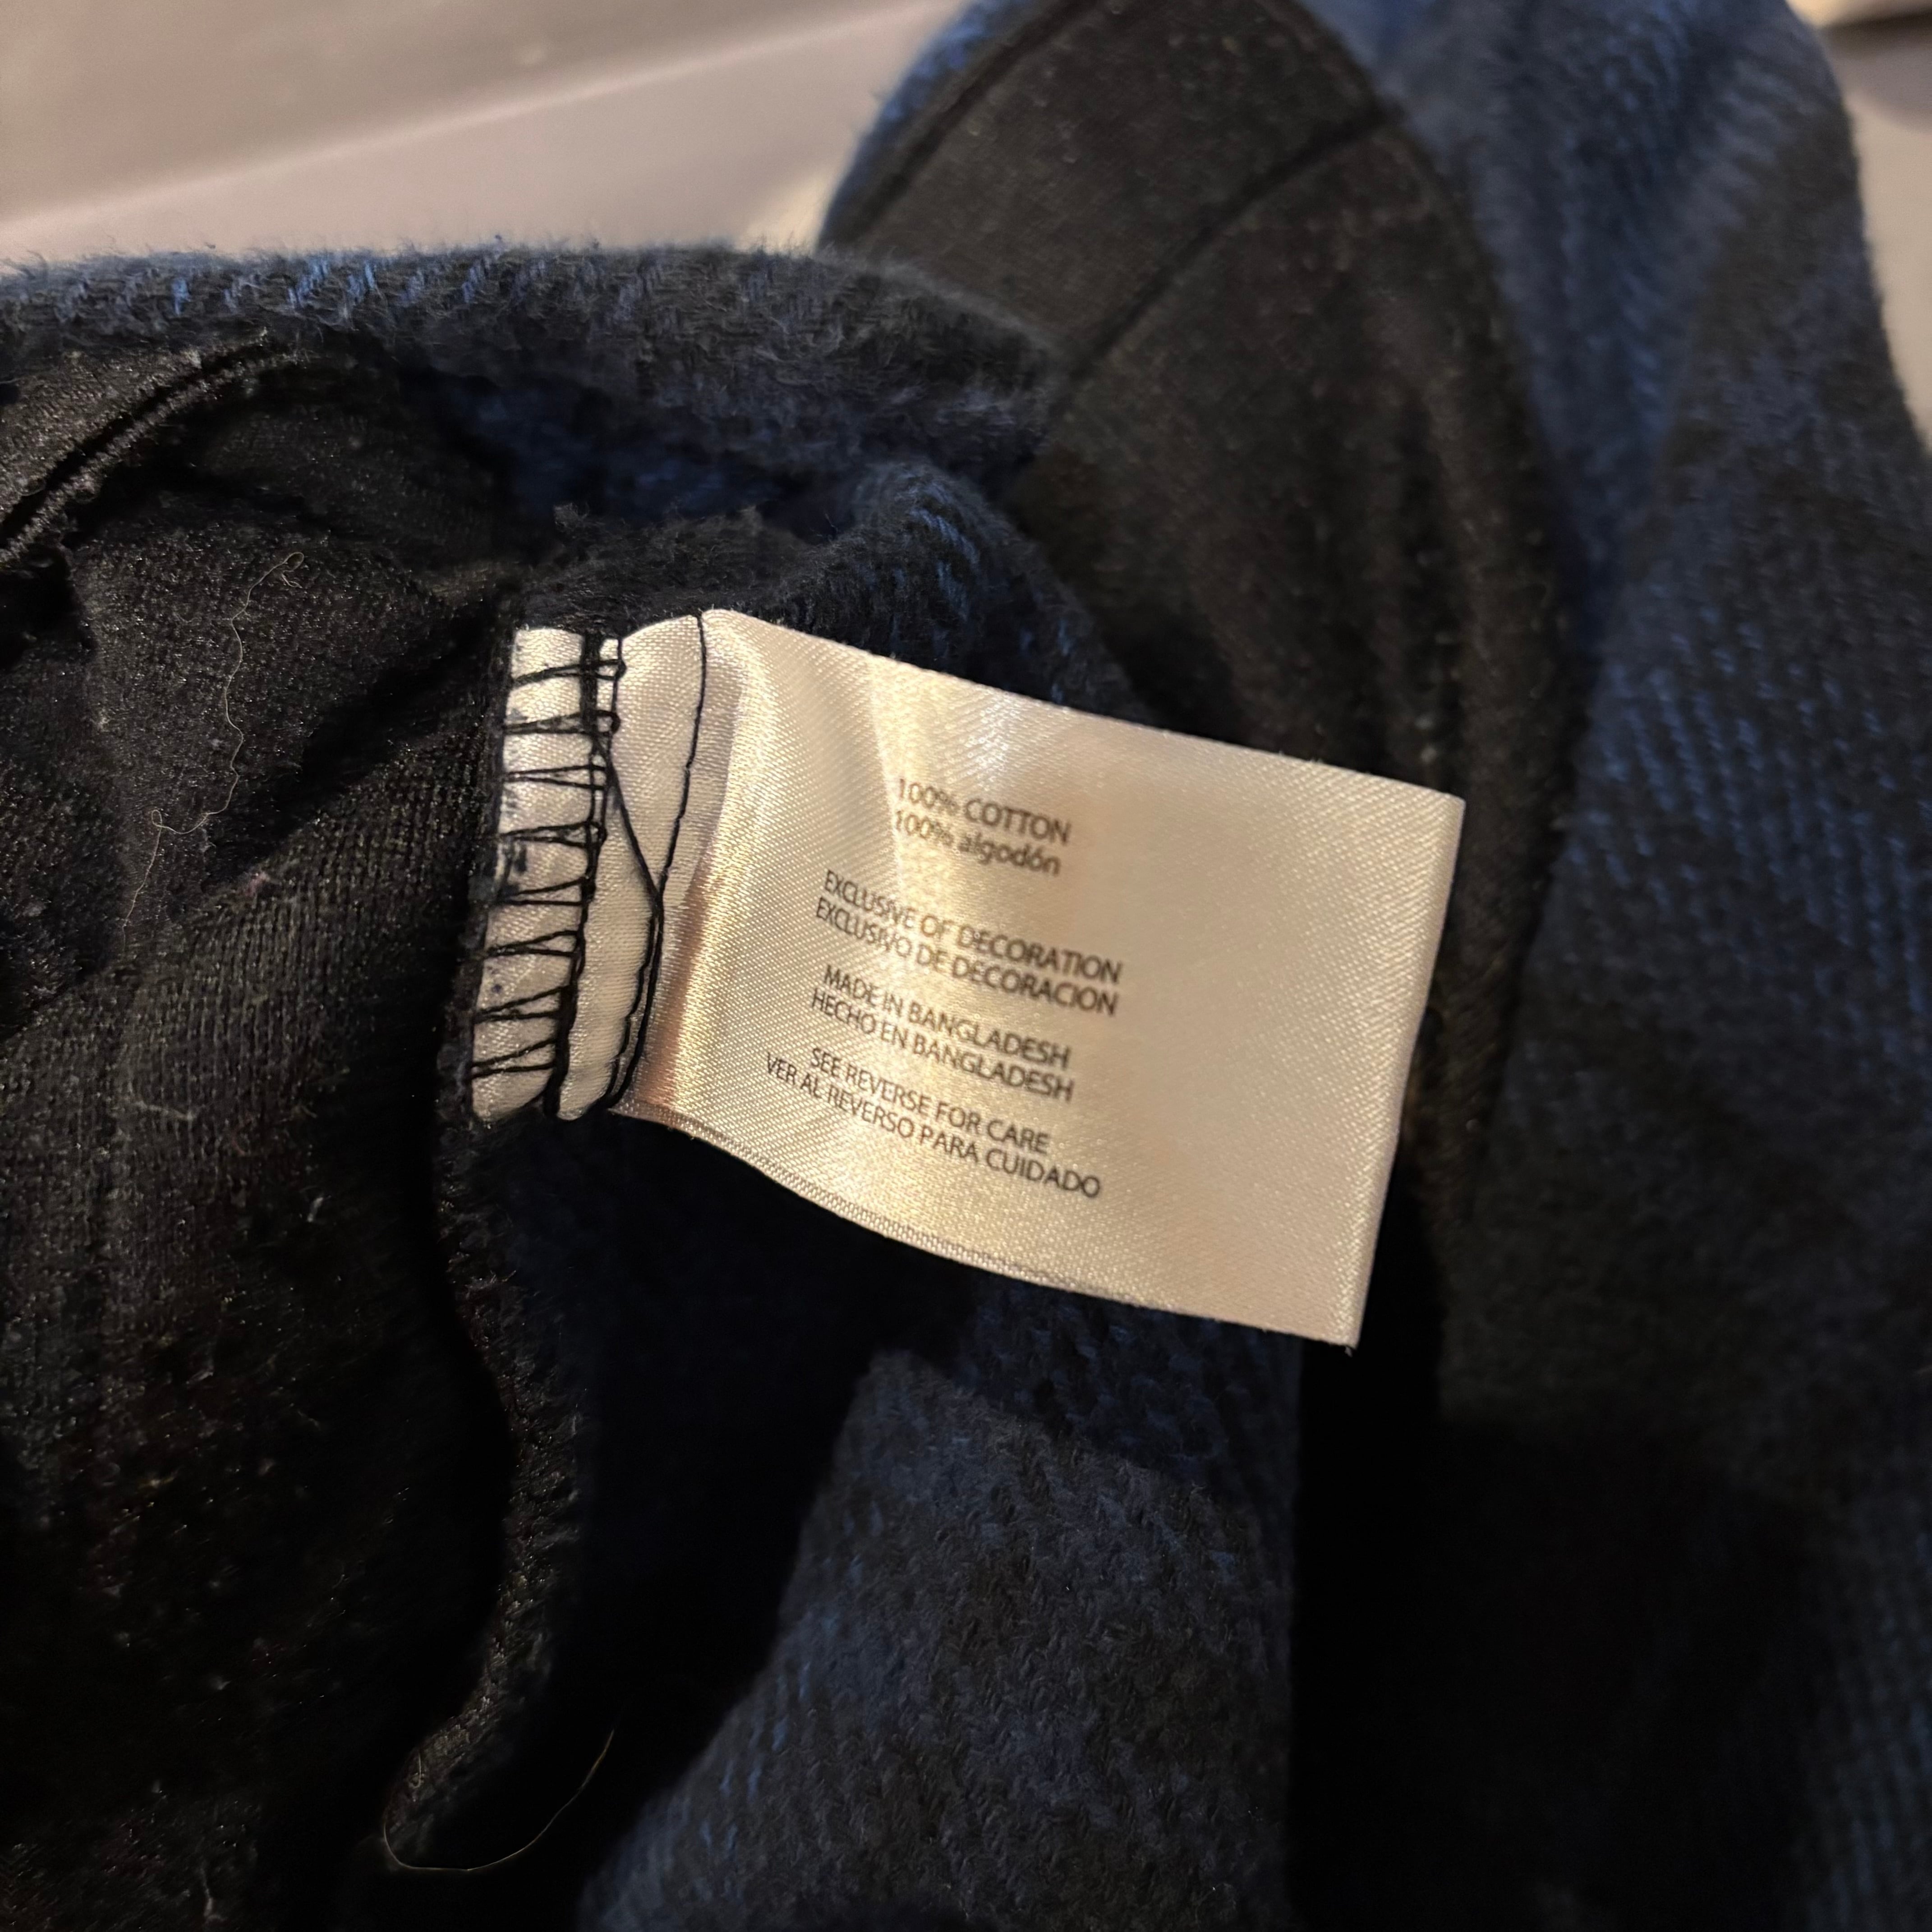 100% COTTON
100% algodón
EXCLUSIVE OF DECORATION
EXCLUSIVO DE DECORACION
MADE IN BANGLADESH
HECHO EN BANGLADESH
SEE REVERSE FOR CARE
VER AL REVERSO PARA CUIDADO